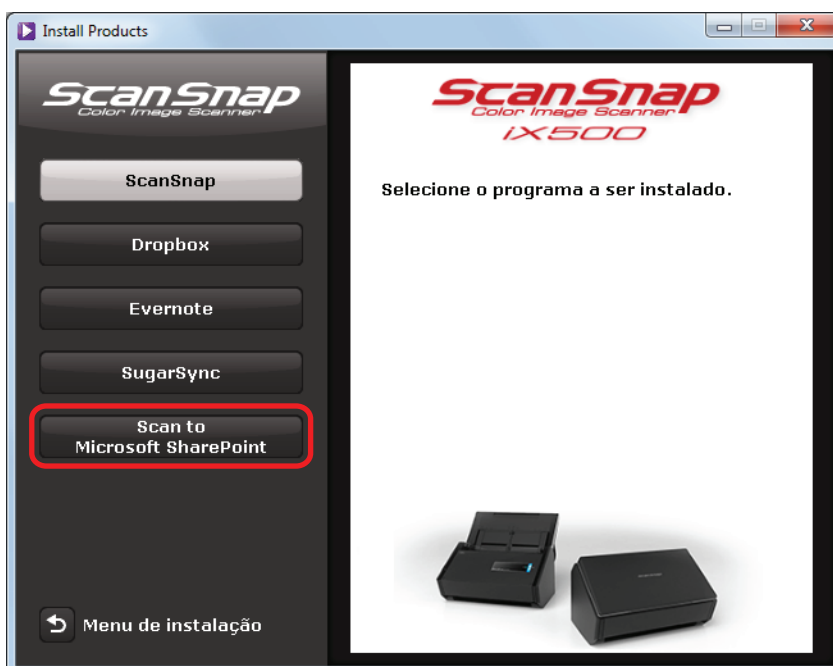 Install Products
ScanSnap
Color Image Scanner
ScanSnap
Dropbox
Evernote
SugarSync
Scan to
Microsoft SharePoint
Menu de instalação
ScanSnap
Color Image Scanner
iX500
Selecione o programa a ser instalado.